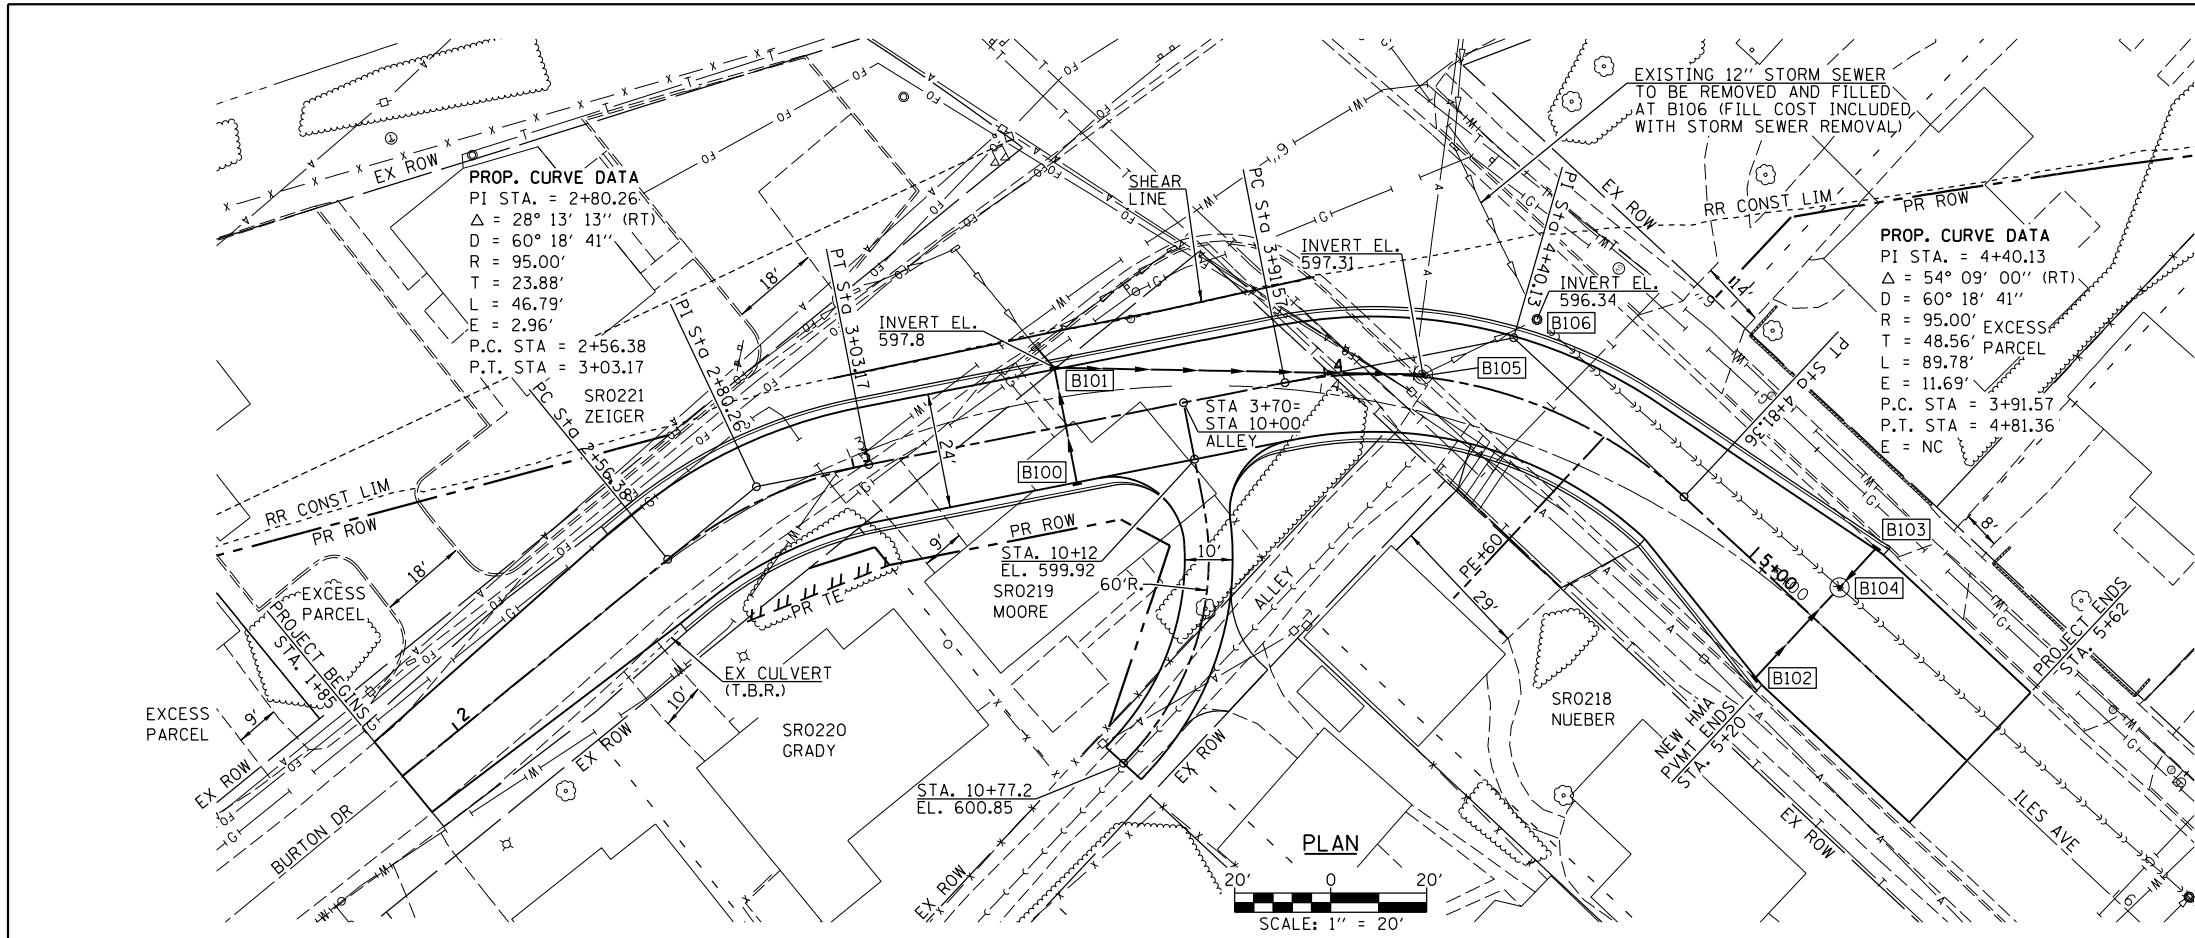 EXISTING 12'' STORM SEWER
TO BE REMOVED AND FILLED
AT B106 (FILL COST INCLUDED
WITH STORM SEWER REMOVAL)
EX ROW
PROP. CURVE DATA
PI STA. = 2+80.26
△ = 28° 13' 13'' (RT)
D = 60° 18' 41''
R = 95.00'
T = 23.88'
L = 46.79'
E = 2.96'
P.C. STA = 2+56.38
P.T. STA = 3+03.17
SR0221
ZEIGER
18'
PT Sta 3+03.17
PI Sta 2+80.26
PC Sta 2+56.38
SHEAR
LINE
6''
PC Sta 3+91.57
INVERT EL.
597.31
PI Sta 4+40.13
INVERT EL.
596.34
B106
EX ROW
RR CONST LIM
PR ROW
PROP. CURVE DATA
PI STA. = 4+40.13
△ = 54° 09' 00'' (RT)
D = 60° 18' 41''
R = 95.00'
T = 48.56'
L = 89.78'
E = 11.69'
P.C. STA = 3+91.57
P.T. STA = 4+81.36
E = NC
EXCESS
PARCEL
14'
6''
PT Sta 4+81.36
INVERT EL.
597.8
B101
B105
STA 3+70=
STA 10+00
ALLEY
24'
B100
RR CONST LIM
PR ROW
PR ROW
9'
STA. 10+12
EL. 599.92
SR0219
MOORE
10'
60'R.
ALLEY
PE+60
29'
B103
8'
5+00
B104
B102
PROJECT ENDS
STA. 5+62
18'
EXCESS
PARCEL
PROJECT BEGINS
STA. 1+85
PR TE
EX CULVERT
(T.B.R.)
10'
2
EXCESS
PARCEL
9'
EX ROW
EX ROW
SR0220
GRADY
SR0218
NUEBER
NEW HMA
PVMT ENDS
STA. 5+20
EX ROW
STA. 10+77.2
EL. 600.85
BURTON DR
EX ROW
EX ROW
ILES AVE
6''
PLAN
20' 0 20'
SCALE: 1'' = 20'